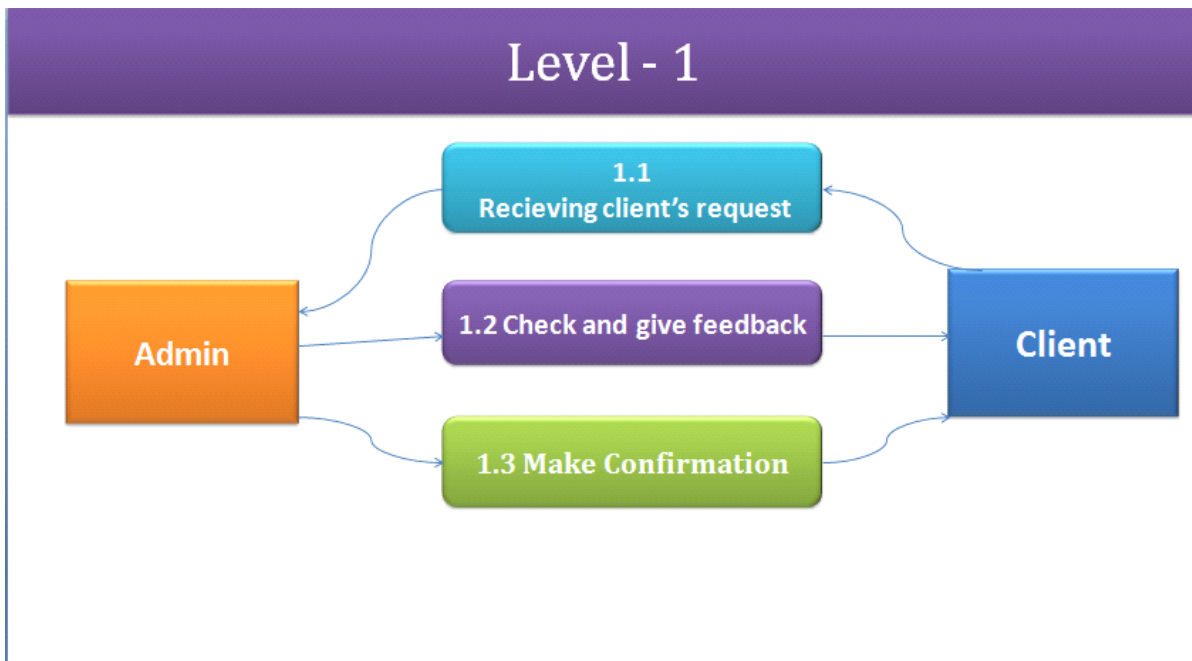 Level - 1
1.1
Recieving client's request
Admin
1.2 Check and give feedback
Client
1.3 Make Confirmation